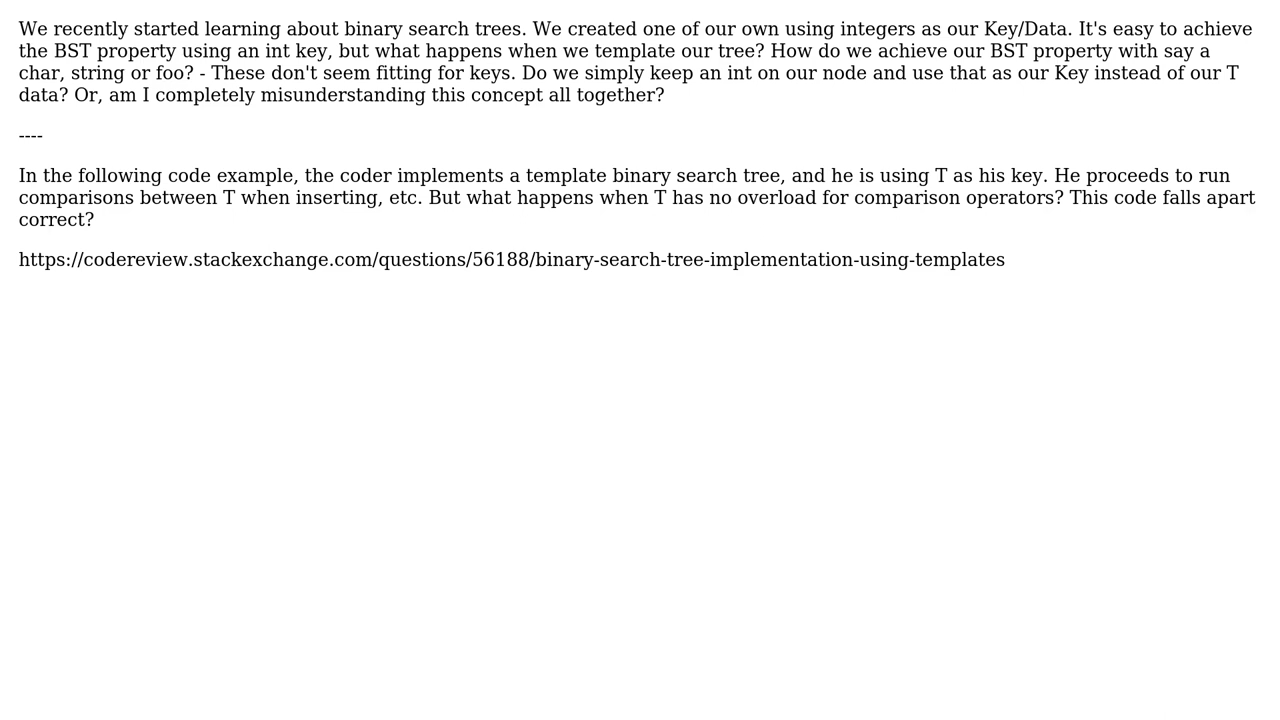 We recently started learning about binary search trees. We created one of our own using integers as our Key/Data. It's easy to achieve
the BST property using an int key, but what happens when we template our tree? How do we achieve our BST property with say a
char, string or foo? - These don't seem fitting for keys. Do we simply keep an int on our node and use that as our Key instead of our T
data? Or, am I completely misunderstanding this concept all together?
----
In the following code example, the coder implements a template binary search tree, and he is using T as his key. He proceeds to run
comparisons between T when inserting, etc. But what happens when T has no overload for comparison operators? This code falls apart
correct?
https://codereview.stackexchange.com/questions/56188/binary-search-tree-implementation-using-templates